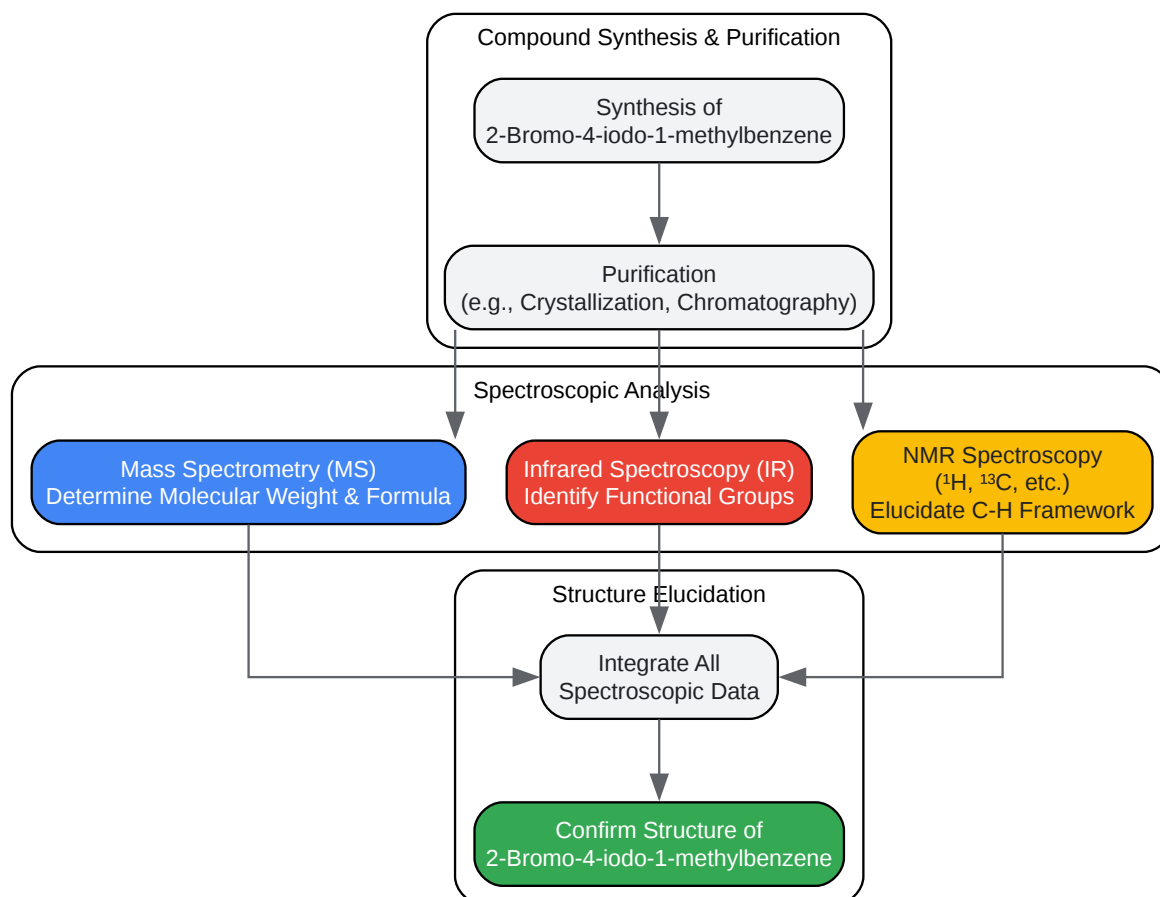 Compound Synthesis & Purification
Synthesis of
2-Bromo-4-iodo-1-methylbenzene
Purification
(e.g., Crystallization, Chromatography)
Spectroscopic Analysis
Mass Spectrometry (MS)
Determine Molecular Weight & Formula
Infrared Spectroscopy (IR)
Identify Functional Groups
NMR Spectroscopy
(¹H, ¹³C, etc.)
Elucidate C-H Framework
Structure Elucidation
Integrate All
Spectroscopic Data
Confirm Structure of
2-Bromo-4-iodo-1-methylbenzene